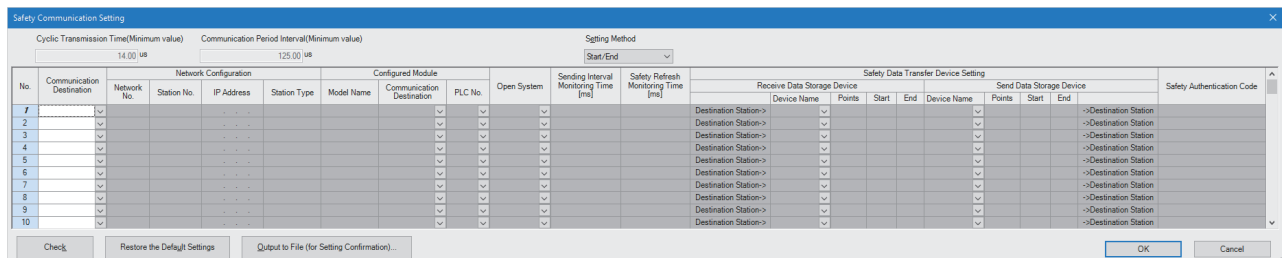 Safety Communication Setting
Cyclic Transmission Time(Minimum value) Communication Period Interval(Minimum value) Setting Method
14.00 us 125.00 us Start/End
No. Communication Destination Network Configuration Configured Module Open System Sending Interval Monitoring Time [ms] Safety Refresh Monitoring Time [ms] Safety Data Transfer Device Setting Safety Authentication Code
Network No. Station No. IP Address Station Type Model Name Communication Destination PLC No. Receive Data Storage Device Send Data Storage Device
Device Name Points Start End Device Name Points Start End
1 . . . Destination Station-> ->Destination Station
2 . . . Destination Station-> ->Destination Station
3 . . . Destination Station-> ->Destination Station
4 . . . Destination Station-> ->Destination Station
5 . . . Destination Station-> ->Destination Station
6 . . . Destination Station-> ->Destination Station
7 . . . Destination Station-> ->Destination Station
8 . . . Destination Station-> ->Destination Station
9 . . . Destination Station-> ->Destination Station
10 . . . Destination Station-> ->Destination Station
Check Restore the Default Settings Output to File (for Setting Confirmation)... OK Cancel